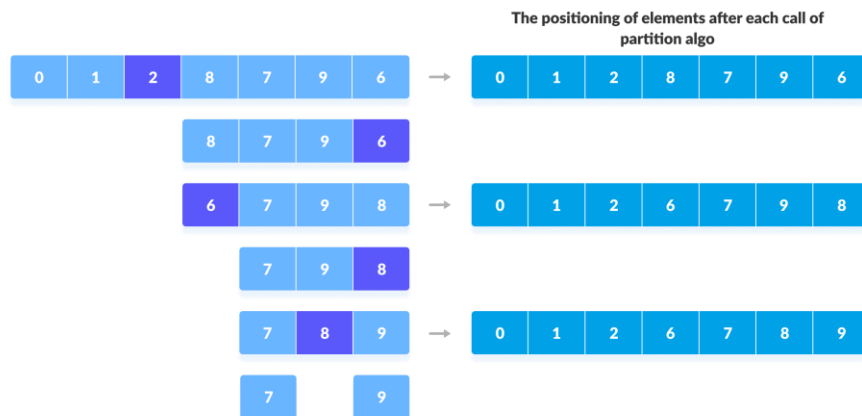 The positioning of elements after each call of
partition algo
0 1 2 8 7 9 6 0 1 2 8 7 9 6
8 7 9 6
6 7 9 8 0 1 2 6 7 9 8
7 9 8
7 8 9 0 1 2 6 7 8 9
7 9